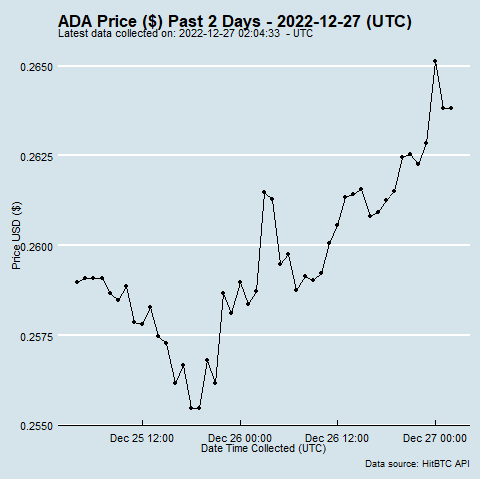 ADA Price ($) Past 2 Days - 2022-12-27 (UTC)
Latest data collected on: 2022-12-27 02:04:33 - UTC
0.2650
0.2625
0.2600
0.2575
0.2550
Price USD ($)
Dec 25 12:00
Dec 26 00:00
Dec 26 12:00
Dec 27 00:00
Date Time Collected (UTC)
Data source: HitBTC API